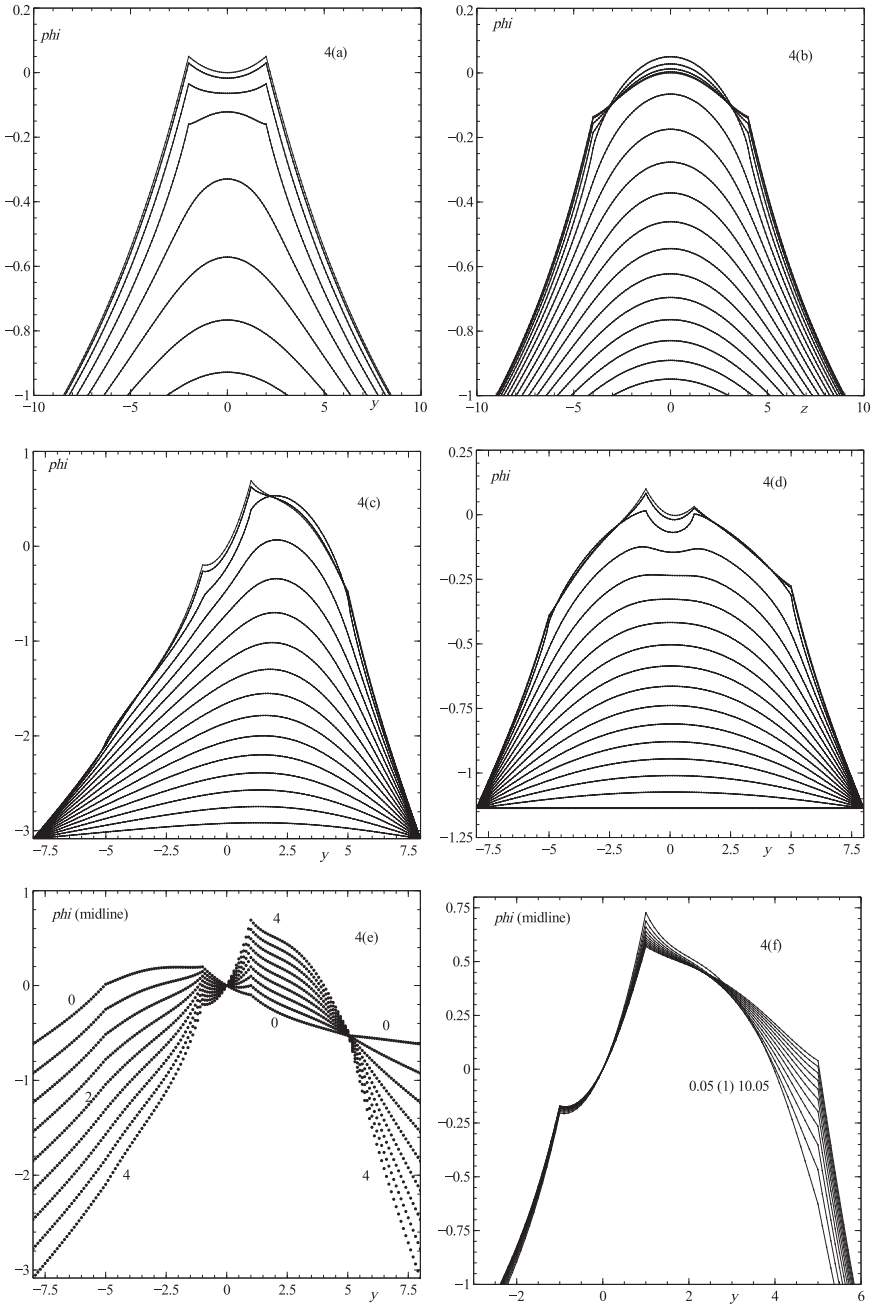 0.2
phi
4(a)
0
−0.2
−0.4
−0.6
−0.8
−1
−10 −5 0 5 y 10
0.2
phi
4(b)
0
−0.2
−0.4
−0.6
−0.8
−1
−10 −5 0 5 z 10
1
phi
4(c)
0
−1
−2
−3
−7.5 −5 −2.5 0 2.5 y 5 7.5
0.25
phi
4(d)
0
−0.25
−0.5
−0.75
−1
−1.25
−7.5 −5 −2.5 0 2.5 y 5 7.5
1
phi (midline)
4
4(e)
0
0
0
0
−1
2
−2
4
4
−3
−7.5 −5 −2.5 0 2.5 5 y 7.5
0.75
phi (midline)
4(f)
0.5
0.25
0
0.05 (1) 10.05
−0.25
−0.5
−0.75
−1
−2 0 2 y 4 6